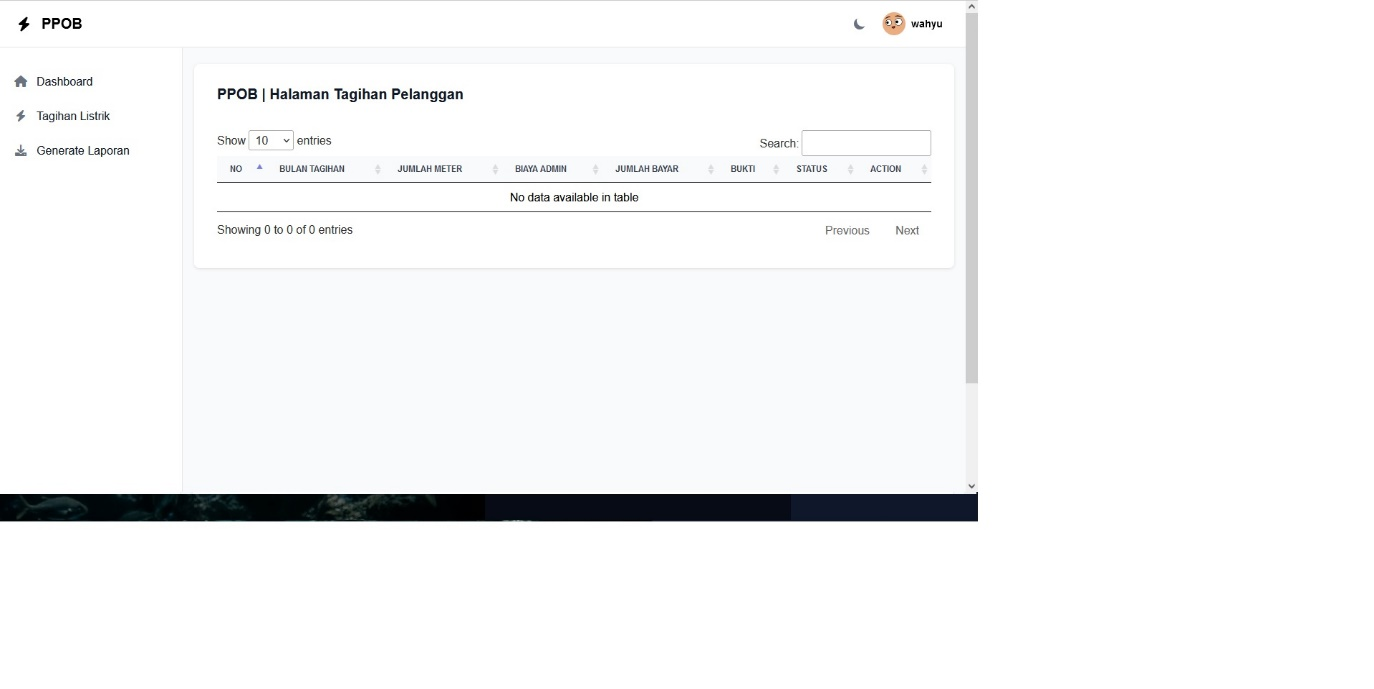 PPOB
wahyu
Dashboard
Tagihan Listrik
Generate Laporan
PPOB | Halaman Tagihan Pelanggan
Show 10 entries
Search:
NO BULAN TAGIHAN JUMLAH METER BIAYA ADMIN JUMLAH BAYAR BUKTI STATUS ACTION
No data available in table
Showing 0 to 0 of 0 entries
Previous Next